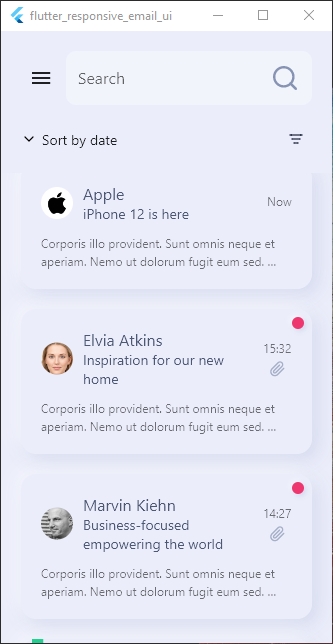 flutter_responsive_email_ui
Search
Sort by date
Apple
Now
iPhone 12 is here
Corporis illo provident. Sunt omnis neque et
aperiam. Nemo ut dolorum fugit eum sed. ...
Elvia Atkins
15:32
Inspiration for our new
home
Corporis illo provident. Sunt omnis neque et
aperiam. Nemo ut dolorum fugit eum sed. ...
Marvin Kiehn
14:27
Business-focused
empowering the world
Corporis illo provident. Sunt omnis neque et
aperiam. Nemo ut dolorum fugit eum sed. ...